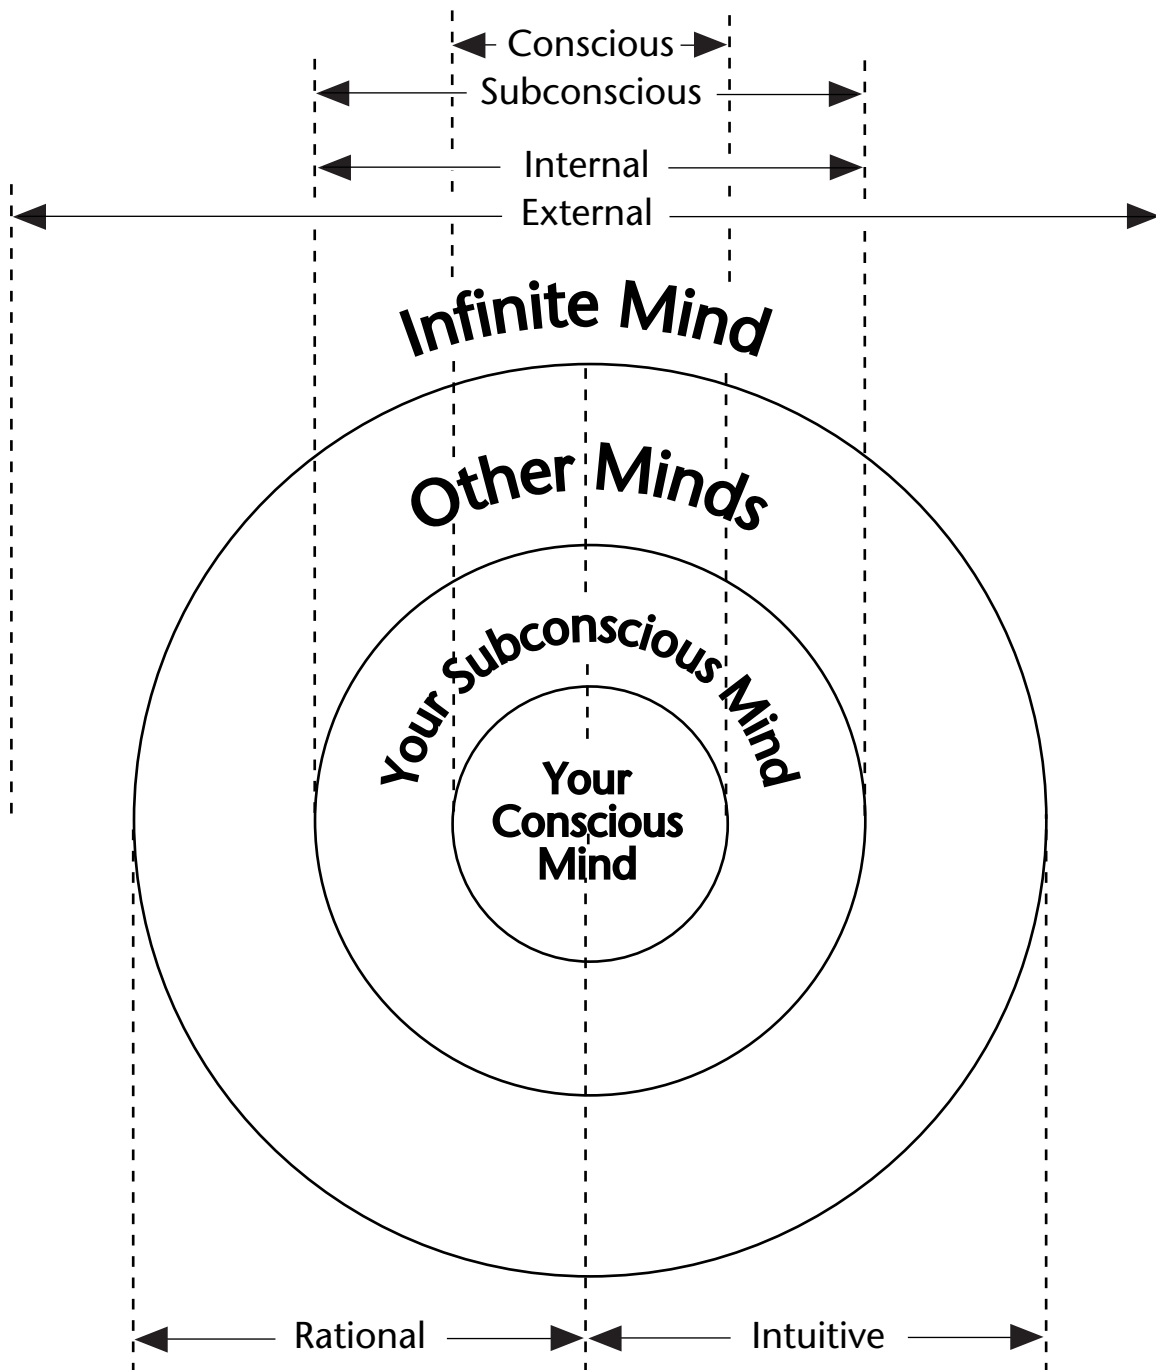 Conscious
Subconscious
Internal
External
Infinite Mind
Other Minds
Your Subconscious Mind
Your
Conscious
Mind
Rational
Intuitive